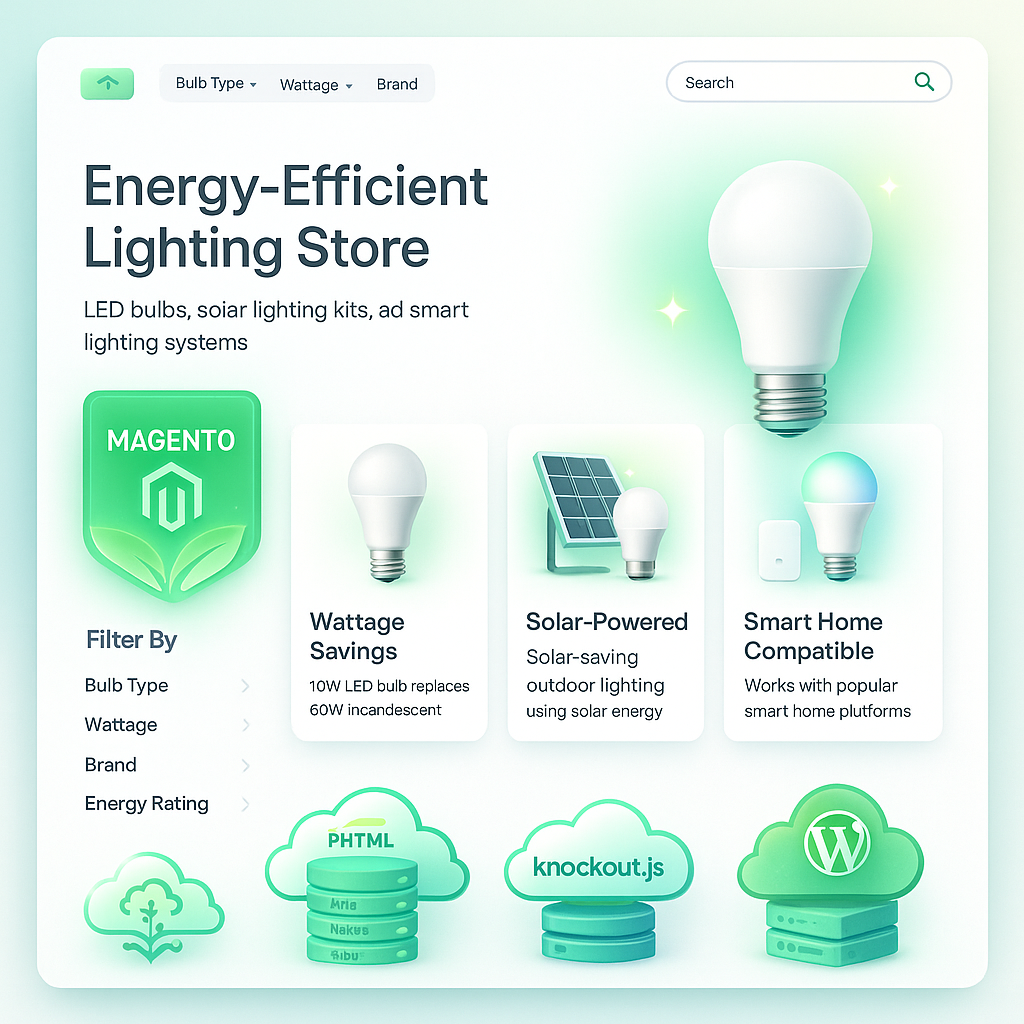 Bulb Type
Wattage
Brand
Search
Energy-Efficient
Lighting Store
LED bulbs, soiar lighting kits, ad smart
lighting systems
MAGENTO
Filter By
Bulb Type
Wattage
Brand
Energy Rating
Wattage
Savings
10W LED bulb replaces
60W incandescent
Solar-Powered
Solar-saving
outdoor lighting
using solar energy
Smart Home
Compatible
Works with popular
smart home plutforms
PHTML
Nakus
knockout.js
W